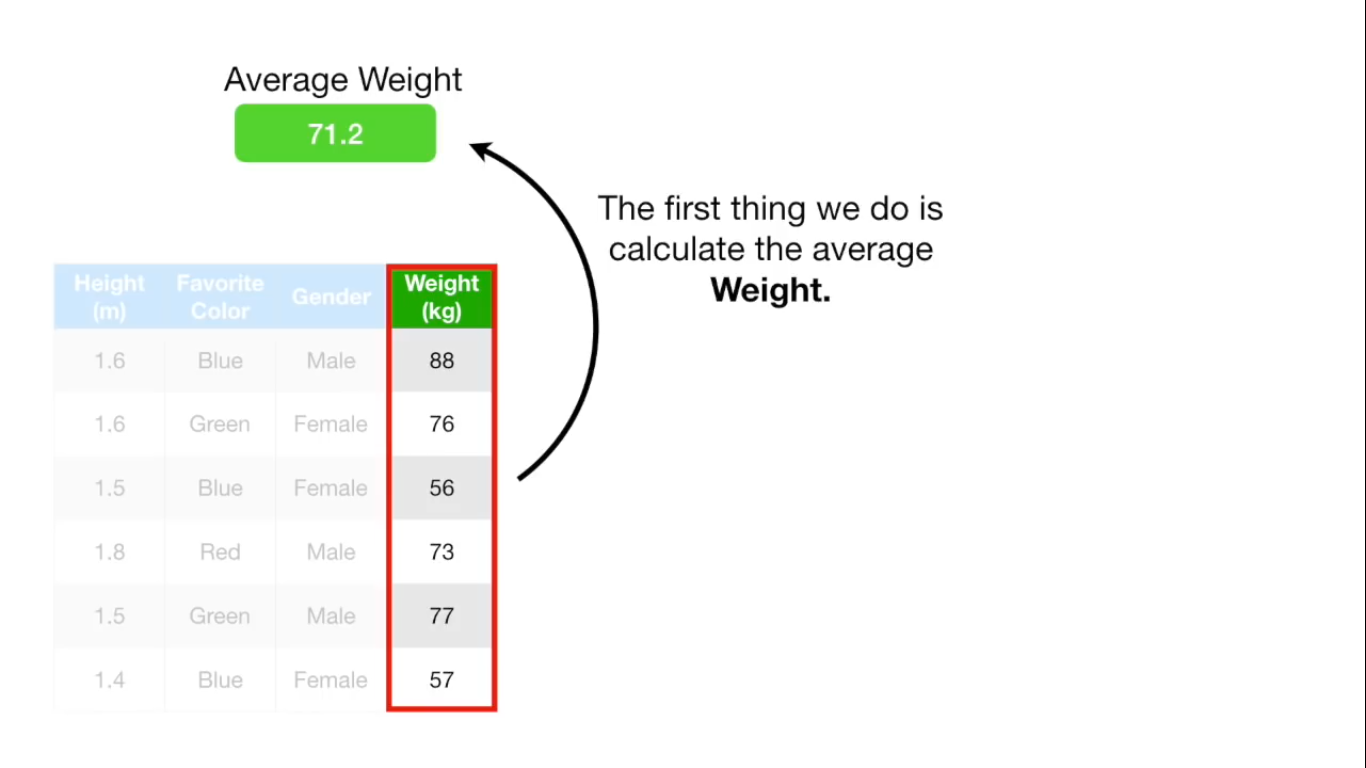 Average Weight
71.2
The first thing we do is
calculate the average
Weight.
Height (m) Favorite Color Gender Weight (kg)
1.6 Blue Male 88
1.6 Green Female 76
1.5 Blue Female 56
1.8 Red Male 73
1.5 Green Male 77
1.4 Blue Female 57